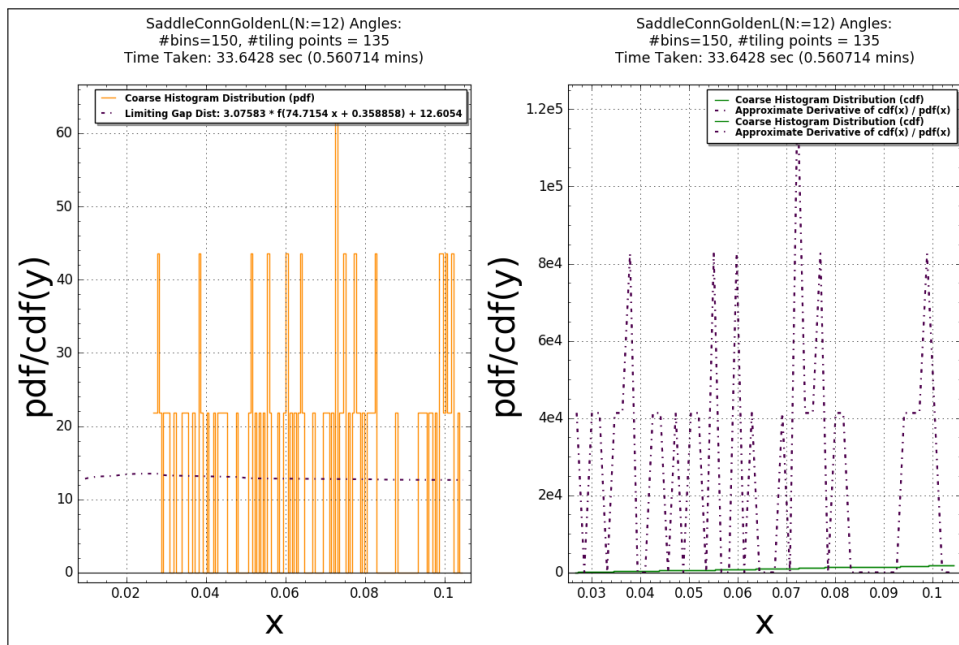 SaddleConnGoldenL(N:=12) Angles:
#bins=150, #tiling points = 135
Time Taken: 33.6428 sec (0.560714 mins)
Coarse Histogram Distribution (pdf)
Limiting Gap Dist: 3.07583 * f(74.7154 x + 0.358858) + 12.6054
60
50
40
30
20
10
0
0.02
0.04
0.06
0.08
0.1
pdf/cdf(y)
x
SaddleConnGoldenL(N:=12) Angles:
#bins=150, #tiling points = 135
Time Taken: 33.6428 sec (0.560714 mins)
Coarse Histogram Distribution (cdf)
Approximate Derivative of cdf(x) / pdf(x)
Coarse Histogram Distribution (cdf)
Approximate Derivative of cdf(x) / pdf(x)
1.2e5
1e5
8e4
6e4
4e4
2e4
0
0.03
0.04
0.05
0.06
0.07
0.08
0.09
0.1
pdf/cdf(y)
x